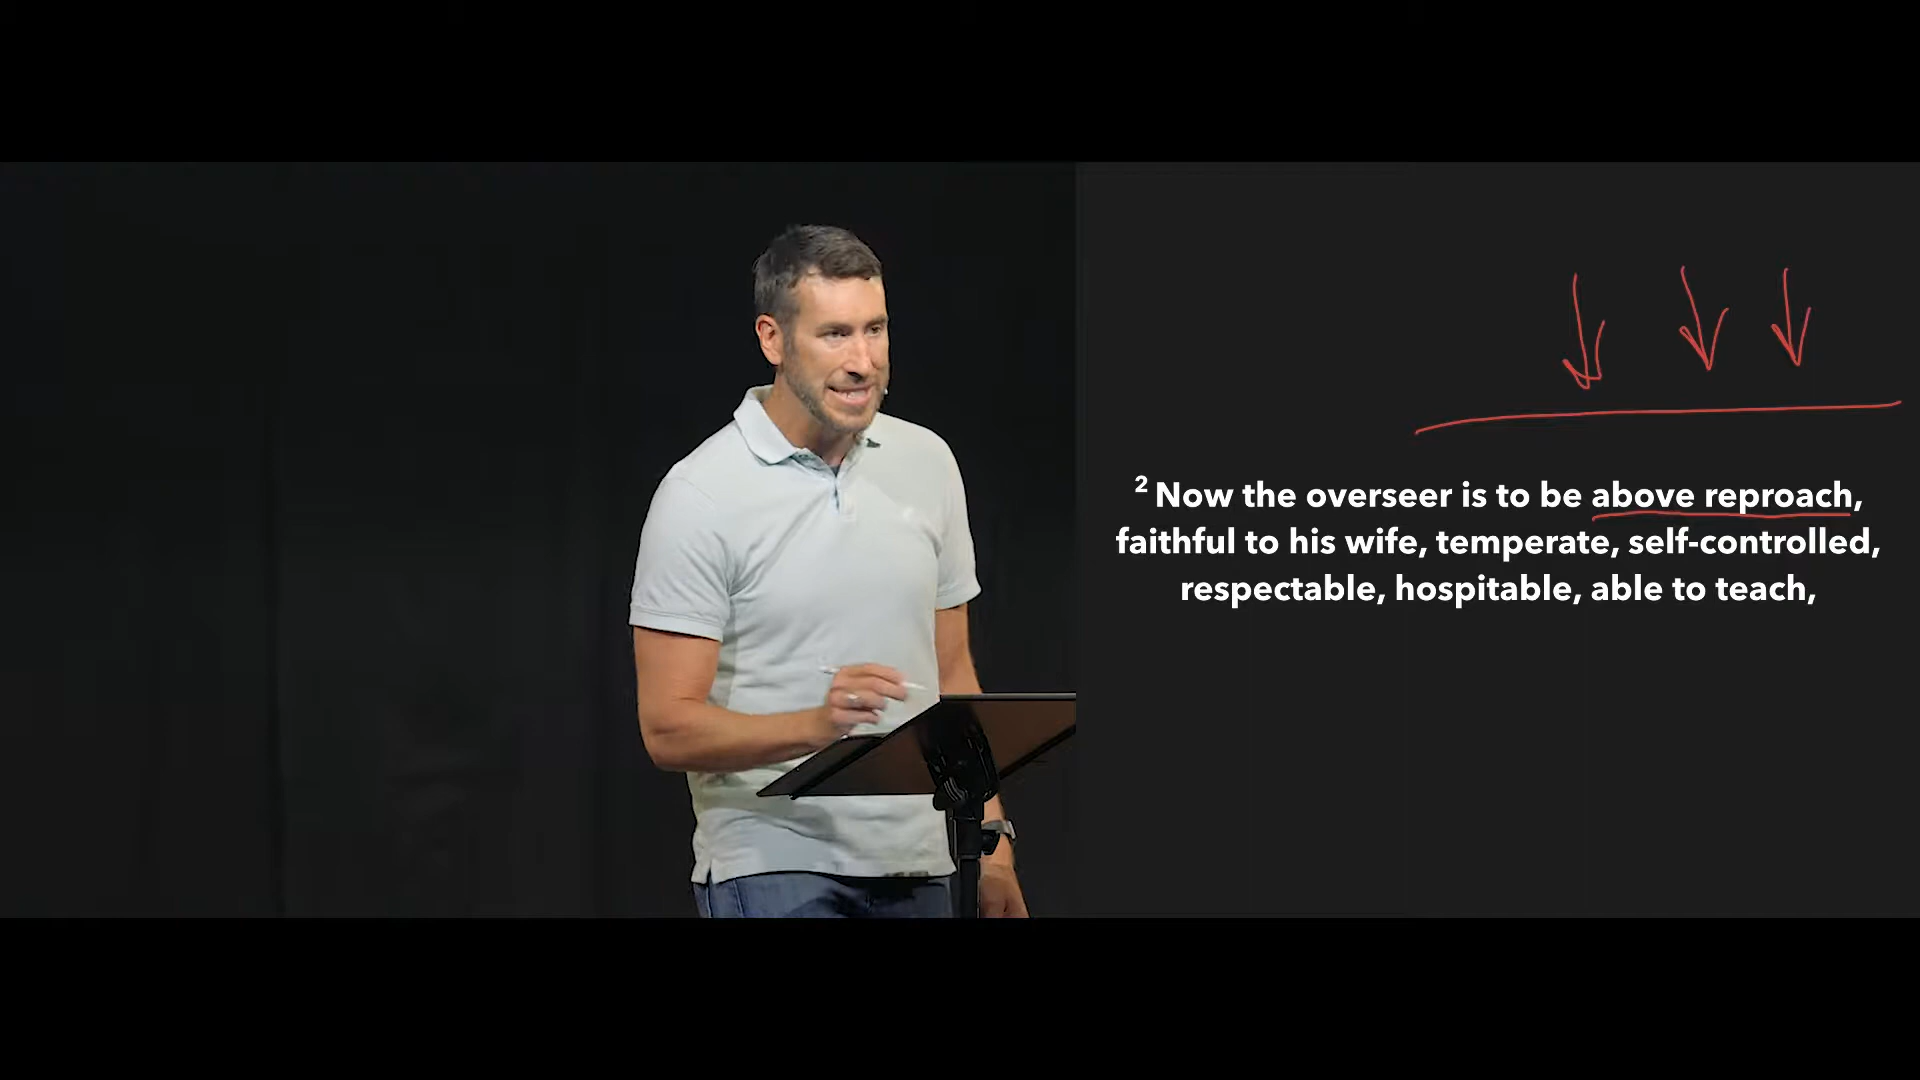 ² Now the overseer is to be above reproach,
faithful to his wife, temperate, self-controlled,
respectable, hospitable, able to teach,